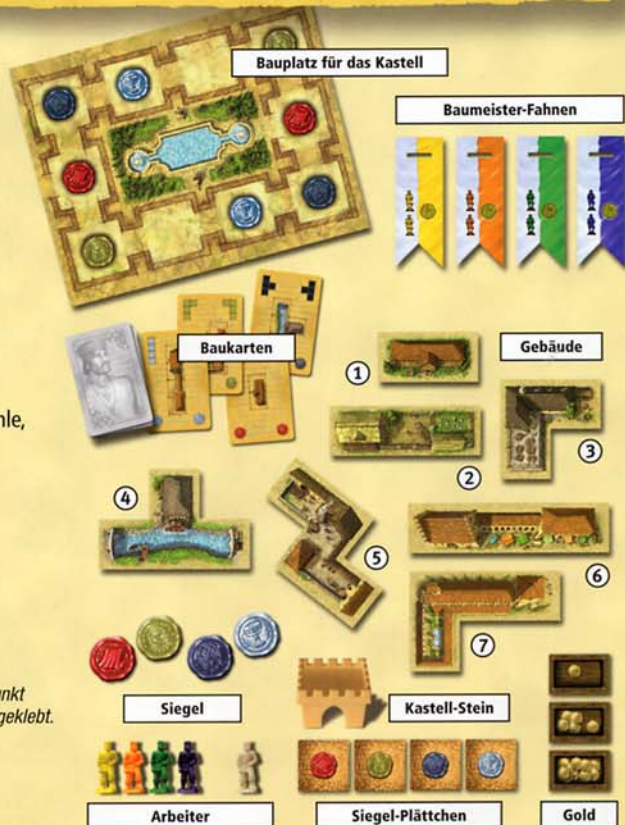 Bauplatz für das Kastell
Baumeister-Fahnen
Baukarten
Gebäude
1
2
3
4
5
6
7
Siegel
Kastell-Stein
geklebt.
Arbeiter
Siegel-Plättchen
Gold